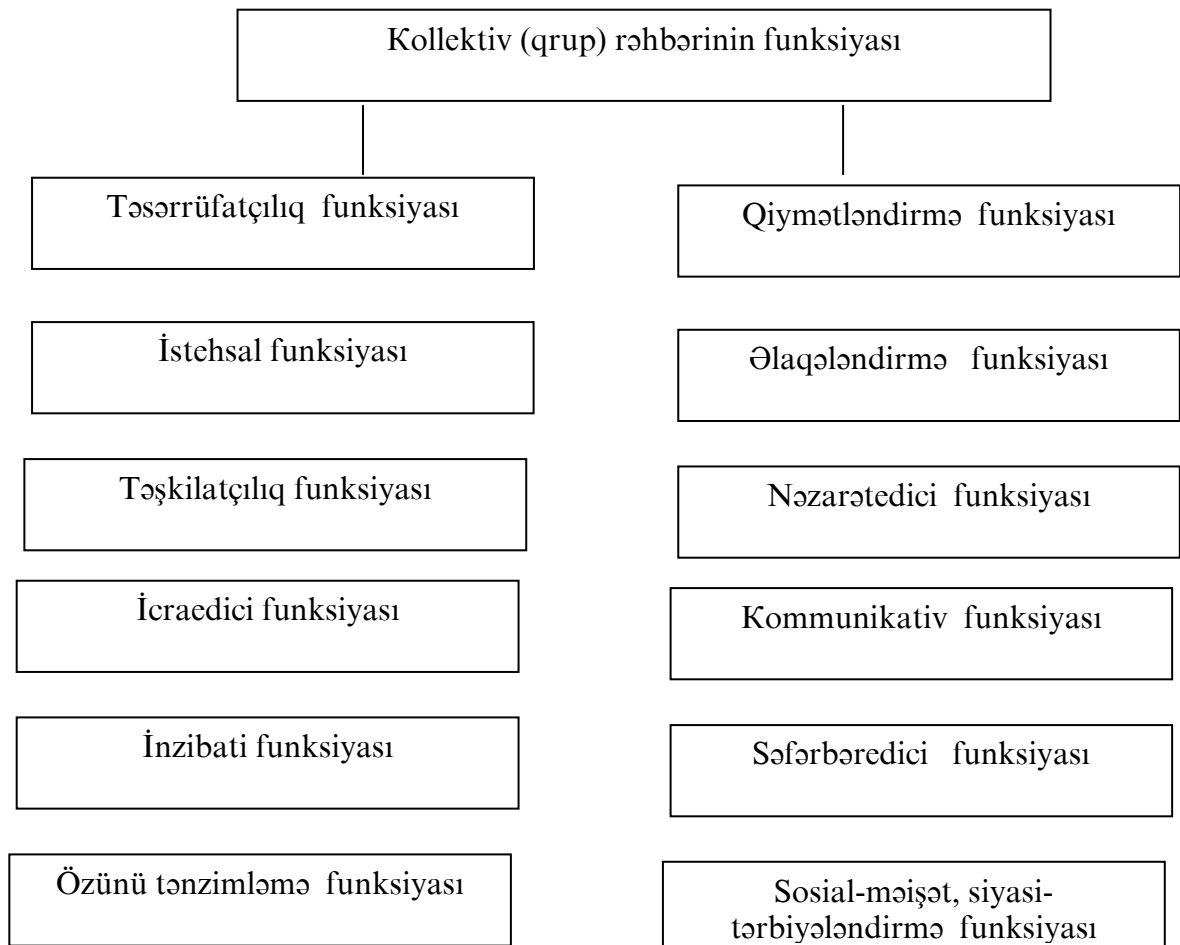 Kollektiv (qrup) rəhbərinin funksiyası
Təsərrüfatçılıq funksiyası
Qiymətləndirmə funksiyası
İstehsal funksiyası
Əlaqələndirmə funksiyası
Təşkilatçılıq funksiyası
Nəzarətedici funksiyası
İcraedici funksiyası
Kommunikativ funksiyası
İnzibati funksiyası
Səfərbəredici funksiyası
Özünü tənzimləmə funksiyası
Sosial-məişət, siyasi-
tərbiyələndirmə funksiyası